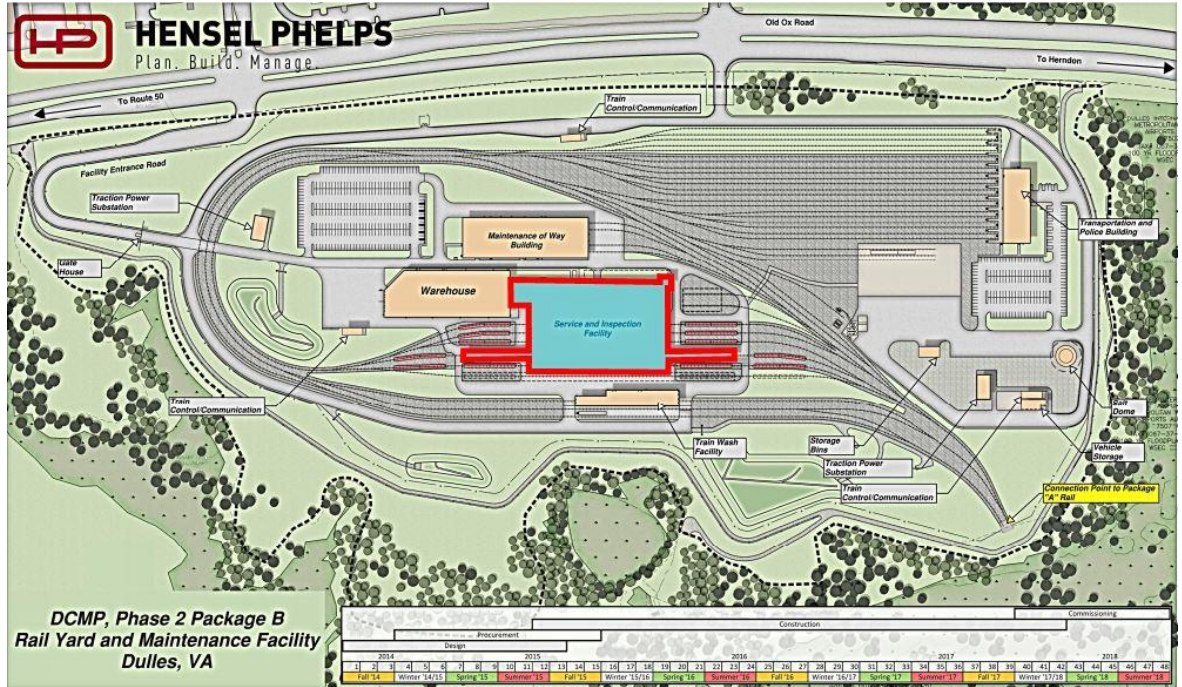 HP
HENSEL PHELPS
Plan. Build. Manage.
Old Ox Road
To Herndon
To Route 50
Train
Control/Communication
Facility Entrance Road
Traction Power
Substation
Gate
House
Maintenance of Way
Building
Warehouse
Service and Inspection
Facility
Transportation and
Police Building
Train
Control/Communication
Train Wash
Facility
Storage
Bins
Traction Power
Substation
Train
Control/Communication
Salt
Dome
Vehicle
Storage
Connection Point to Package
"A" Rail
DCMP, Phase 2 Package B
Rail Yard and Maintenance Facility
Dulles, VA
Commissioning
Construction
Procurement
Design
2014 2015 2016 2017 2018
1 2 3 4 5 6 7 8 9 10 11 12 13 14 15 16 17 18 19 20 21 22 23 24 25 26 27 28 29 30 31 32 33 34 35 36 37 38 39 40 41 42 43 44 45 46 47 48
Fall '14 Winter '14/15 Spring '15 Summer '15 Fall '15 Winter '15/16 Spring '16 Summer '16 Fall '16 Winter '16/17 Spring '17 Summer '17 Fall '17 Winter '17/18 Spring '18 Summer '18